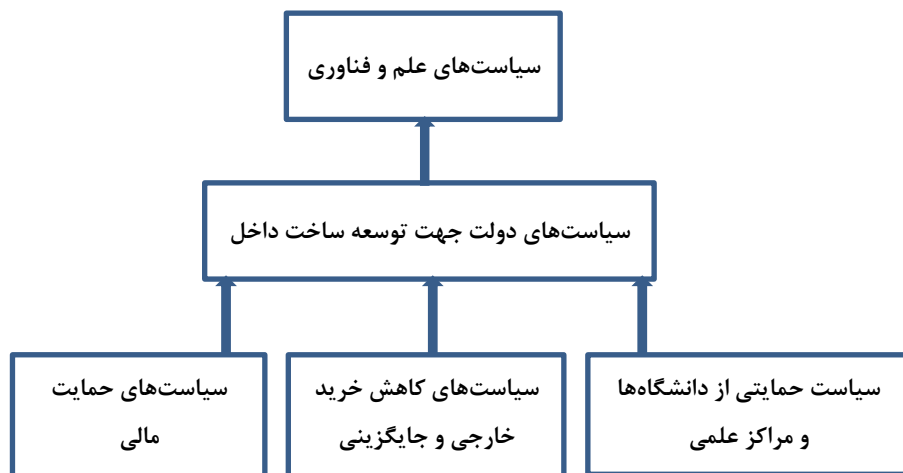 سیاست‌های علم و فناوری
سیاست‌های دولت جهت توسعه ساخت داخل
سیاست حمایتی از دانشگاه‌ها
و مراکز علمی
سیاست‌های کاهش خرید
خارجی و جایگزینی
سیاست‌های حمایت
مالی